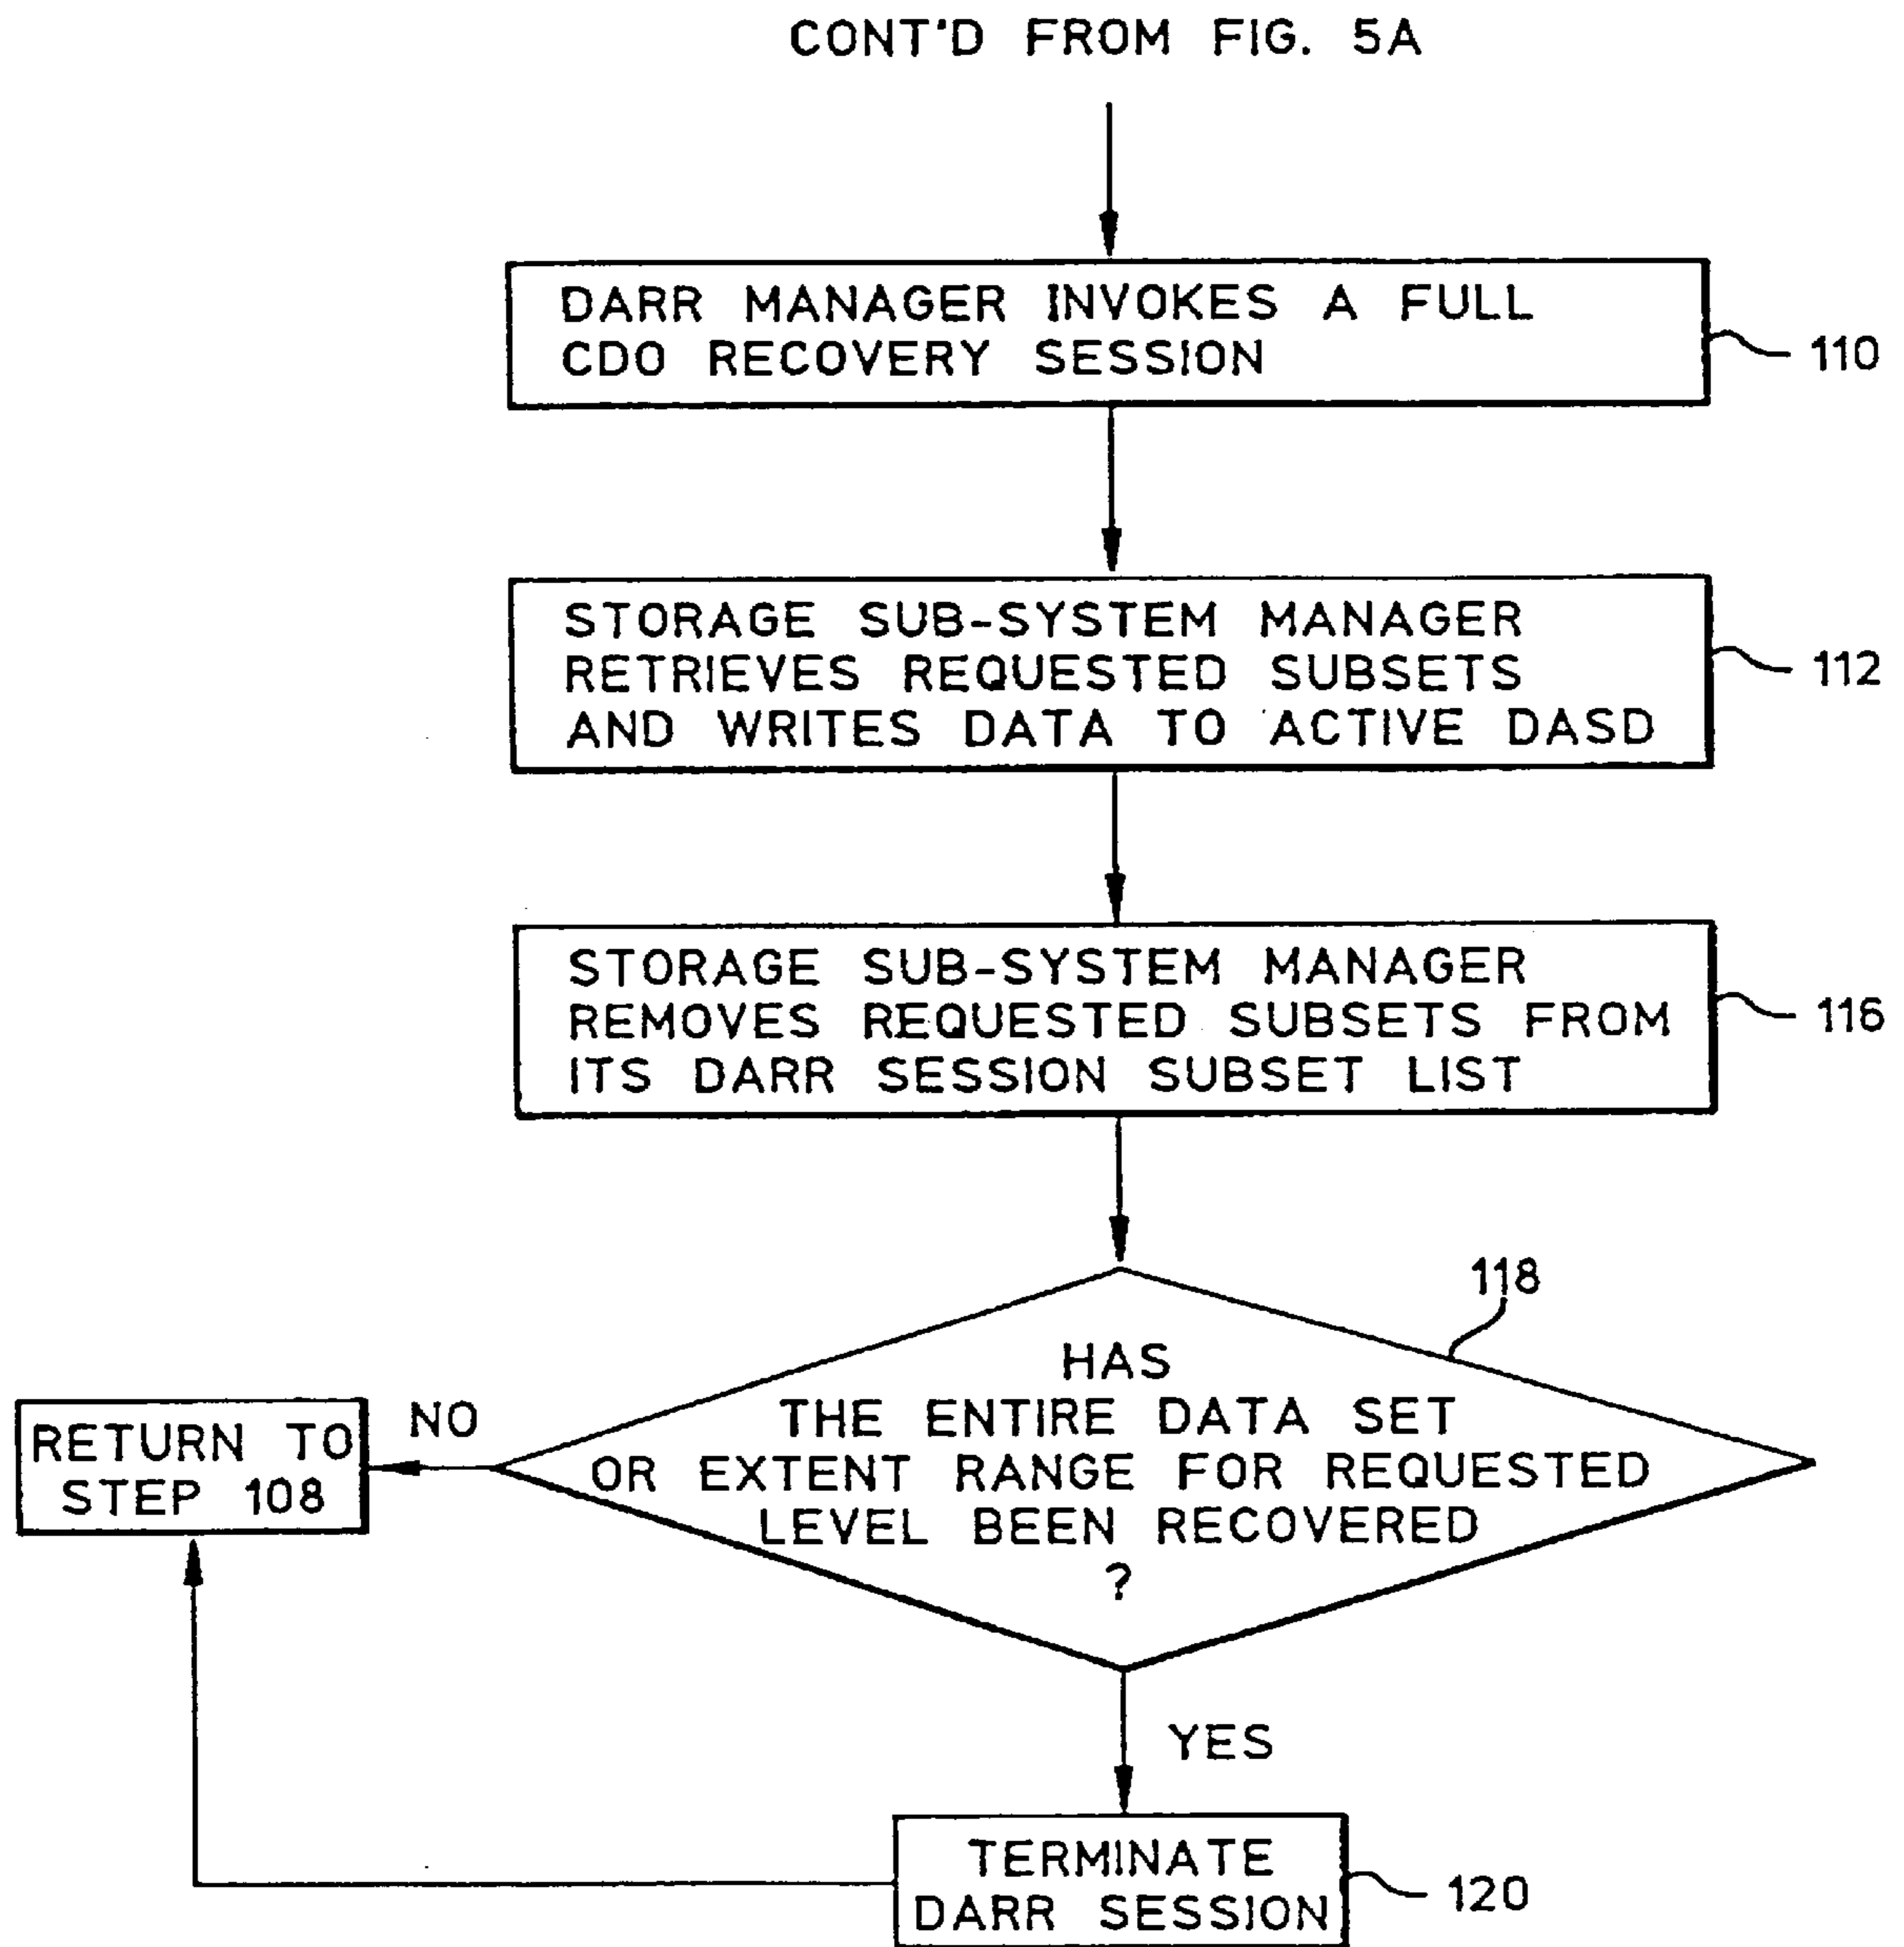 CONT'D FROM FIG. 5A
DARR MANAGER INVOKES A FULL
CDO RECOVERY SESSION
110
STORAGE SUB-SYSTEM MANAGER
RETRIEVES REQUESTED SUBSETS
AND WRITES DATA TO ACTIVE DASD
112
STORAGE SUB-SYSTEM MANAGER
REMOVES REQUESTED SUBSETS FROM
ITS DARR SESSION SUBSET LIST
116
118
HAS
THE ENTIRE DATA SET
OR EXTENT RANGE FOR REQUESTED
LEVEL BEEN RECOVERED
?
NO
RETURN TO
STEP 108
YES
TERMINATE
DARR SESSION
120